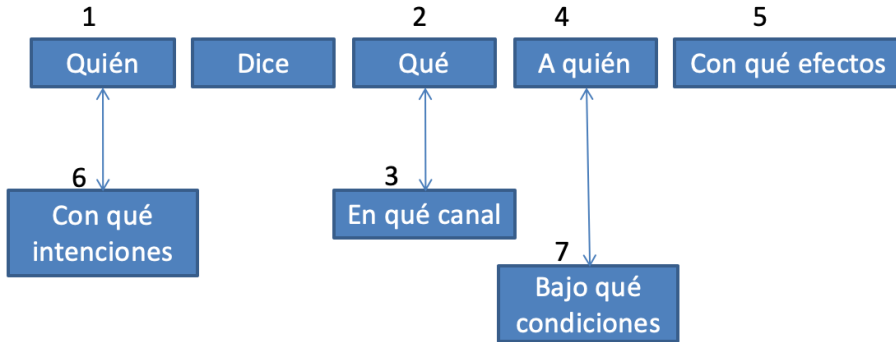 1 2 4 5
Quién Dice Qué A quién Con qué efectos
6 3
Con qué
intenciones
En qué canal
7
Bajo qué
condiciones